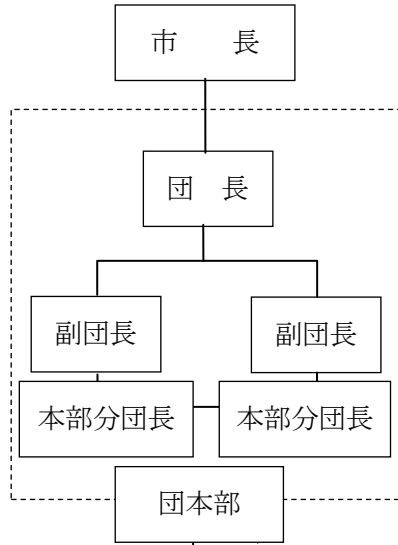 市　長
団　長
副団長
副団長
本部分団長
本部分団長
団本部